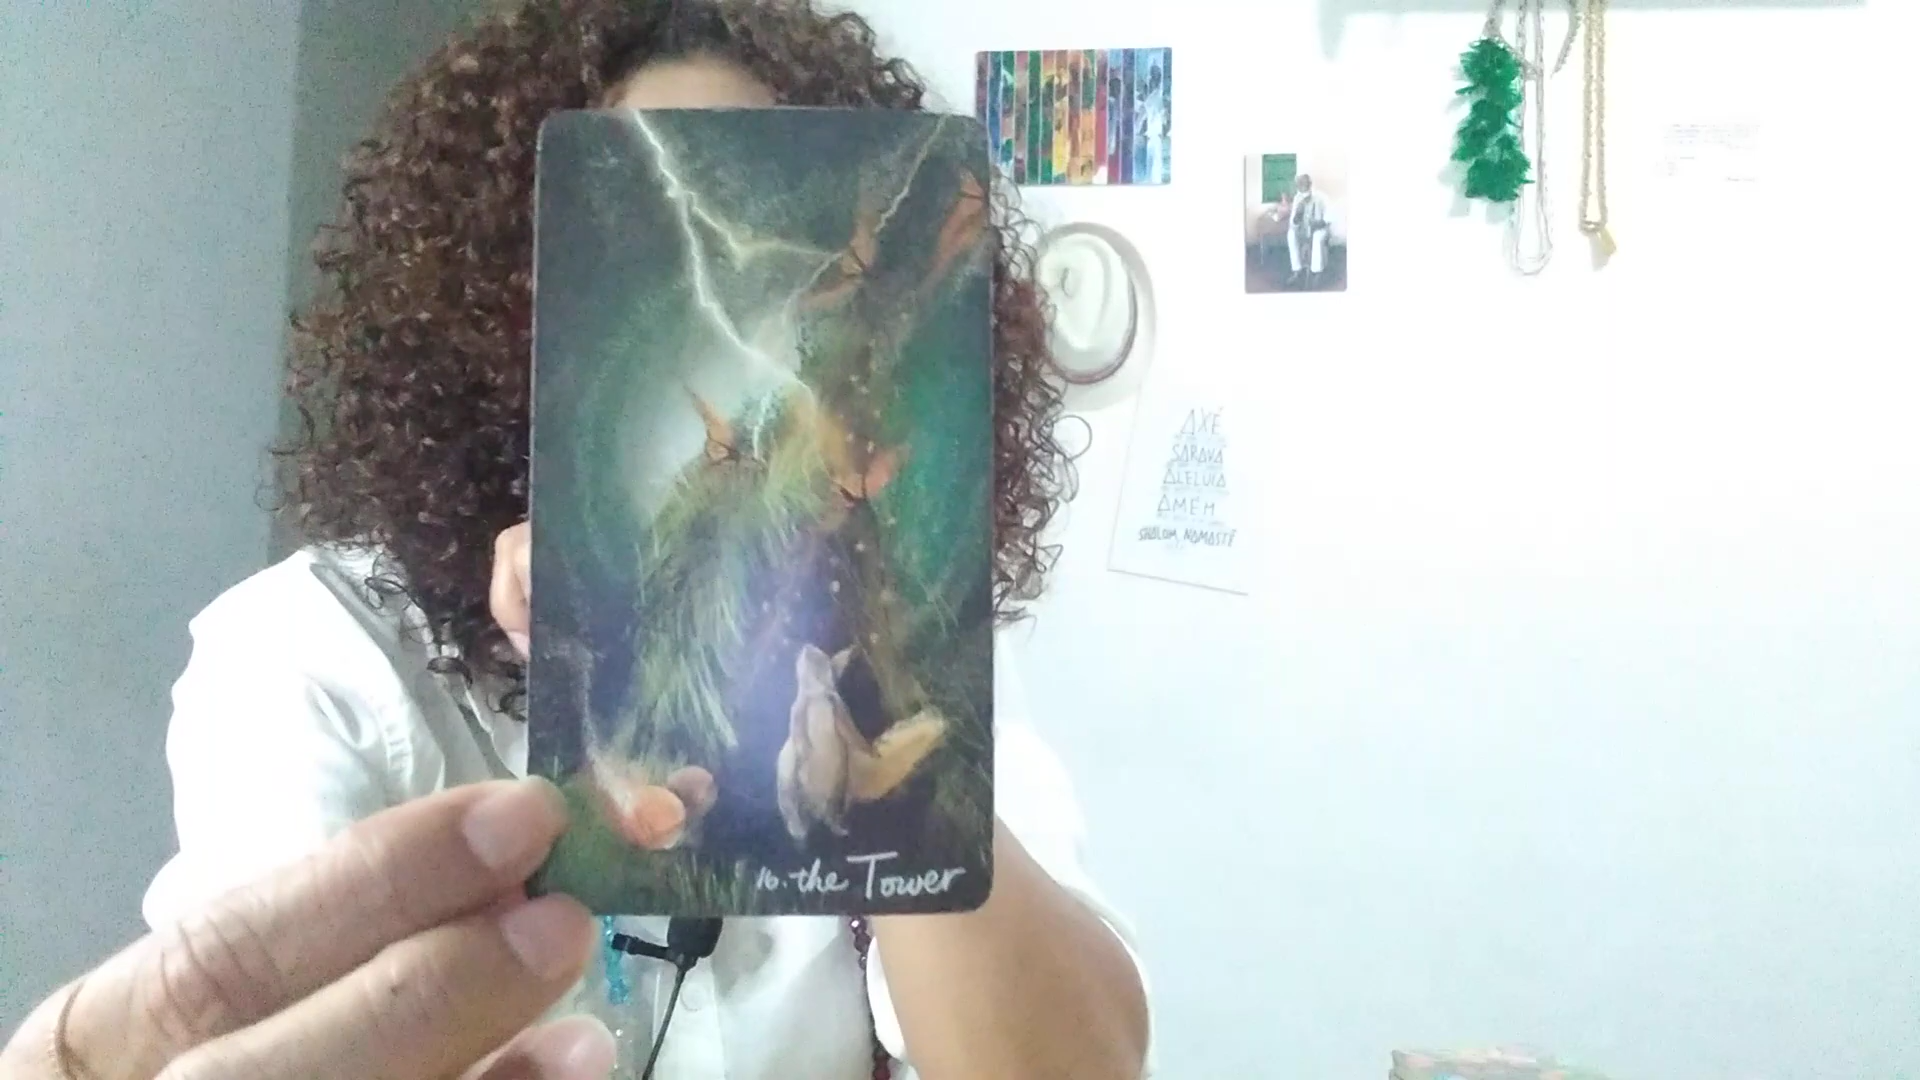 16. the Tower
AXÉ
SARAVÁ
ALELUIA
AMÉM
SHALOM, NAMASTÊ